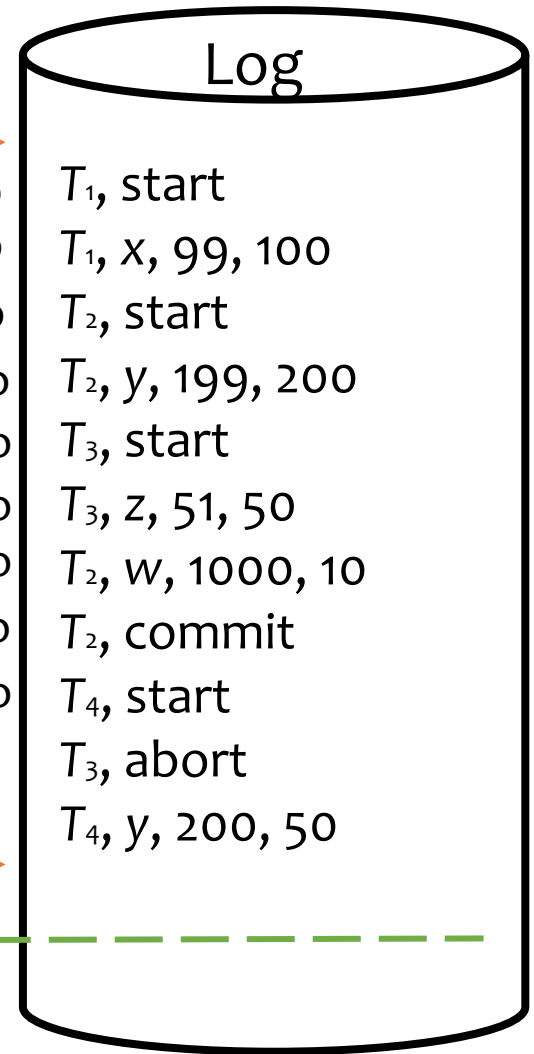 Log
T₁, start
T₁, x, 99, 100
T₂, start
T₂, y, 199, 200
T₃, start
T₃, z, 51, 50
T₂, w, 1000, 10
T₂, commit
T₄, start
T₃, abort
T₄, y, 200, 50